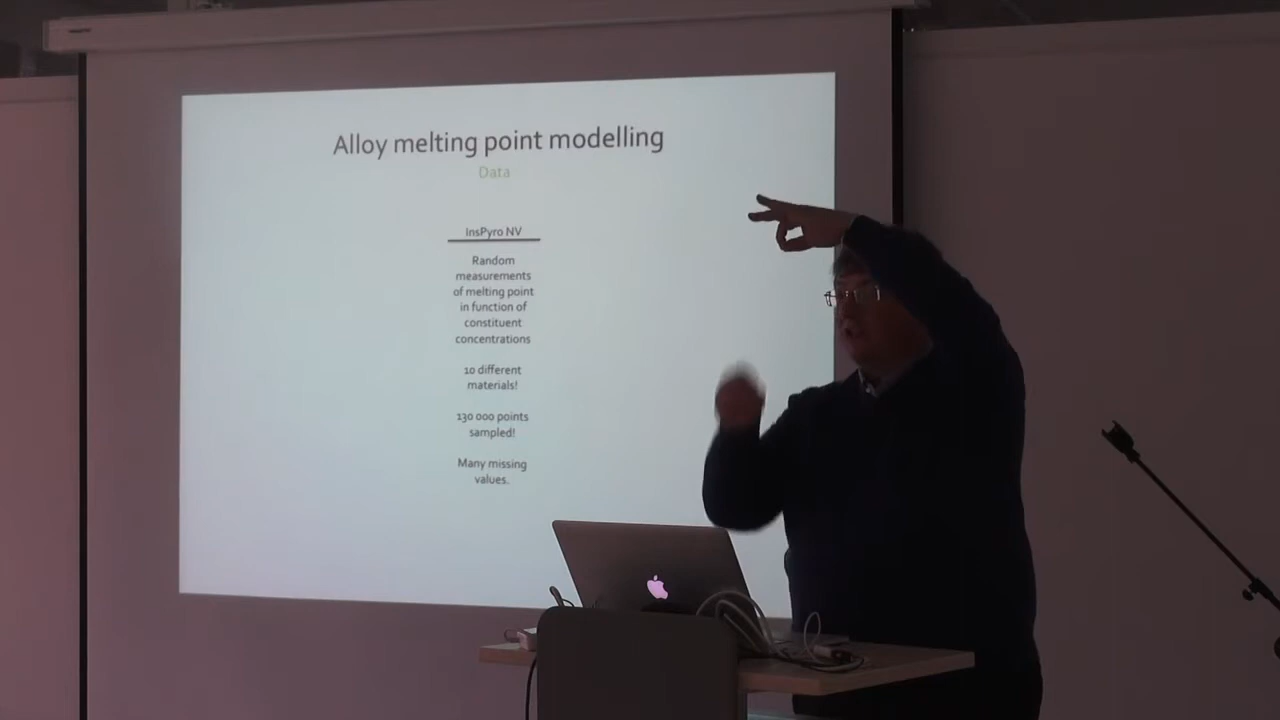 Alloy melting point modelling
Data
InsPyro NV
Random
measurements
of melting point
in function of
constituent
concentrations
10 different
materials!
130 000 points
sampled!
Many missing
values.